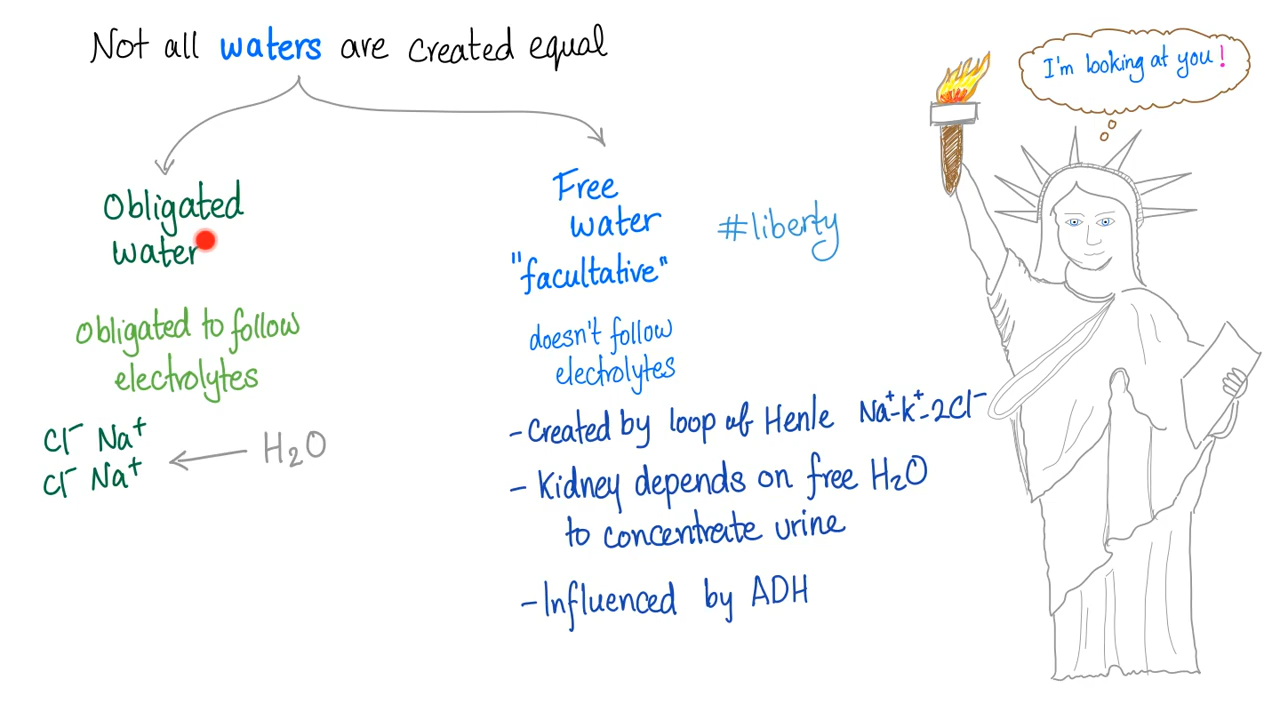 Not all waters are created equal
I'm looking at you!
Obligated
water
Obligated to follow
electrolytes
Cl⁻ Na⁺
Cl⁻ Na⁺
H₂O
Free
water
"facultative"
#liberty
doesn't follow
electrolytes
- Created by loop of Henle Na⁺-K⁺-2Cl⁻
- Kidney depends on free H₂O
to concentrate urine
- Influenced by ADH